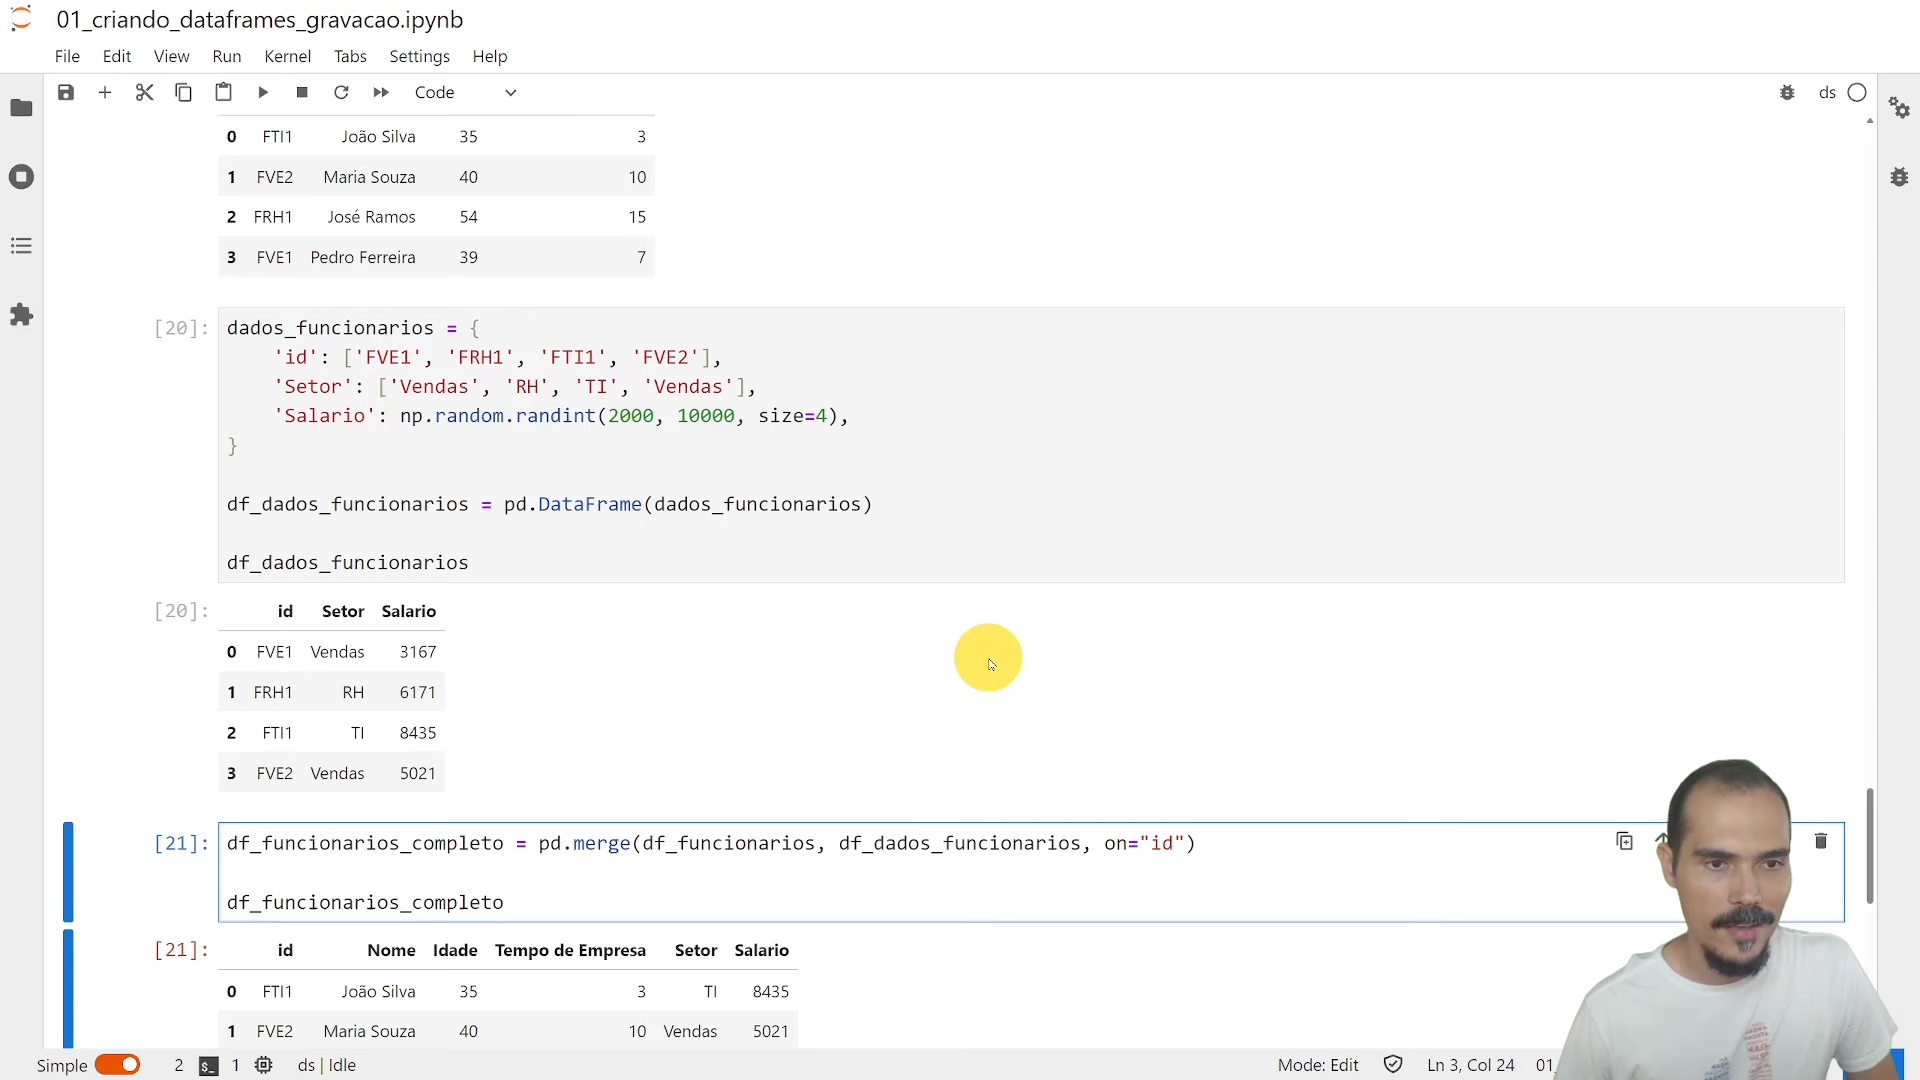 01_criando_dataframes_gravacao.ipynb
File Edit View Run Kernel Tabs Settings Help
Code ds
0 FTI1 João Silva 35 3
1 FVE2 Maria Souza 40 10
2 FRH1 José Ramos 54 15
3 FVE1 Pedro Ferreira 39 7
[20]: dados_funcionarios = {
'id': ['FVE1', 'FRH1', 'FTI1', 'FVE2'],
'Setor': ['Vendas', 'RH', 'TI', 'Vendas'],
'Salario': np.random.randint(2000, 10000, size=4),
}
df_dados_funcionarios = pd.DataFrame(dados_funcionarios)
df_dados_funcionarios
[20]: id Setor Salario
0 FVE1 Vendas 3167
1 FRH1 RH 6171
2 FTI1 TI 8435
3 FVE2 Vendas 5021
[21]: df_funcionarios_completo = pd.merge(df_funcionarios, df_dados_funcionarios, on="id")
df_funcionarios_completo
[21]: id Nome Idade Tempo de Empresa Setor Salario
0 FTI1 João Silva 35 3 TI 8435
1 FVE2 Maria Souza 40 10 Vendas 5021
Simple 2 $_ 1 ds | Idle Mode: Edit Ln 3, Col 24 01_